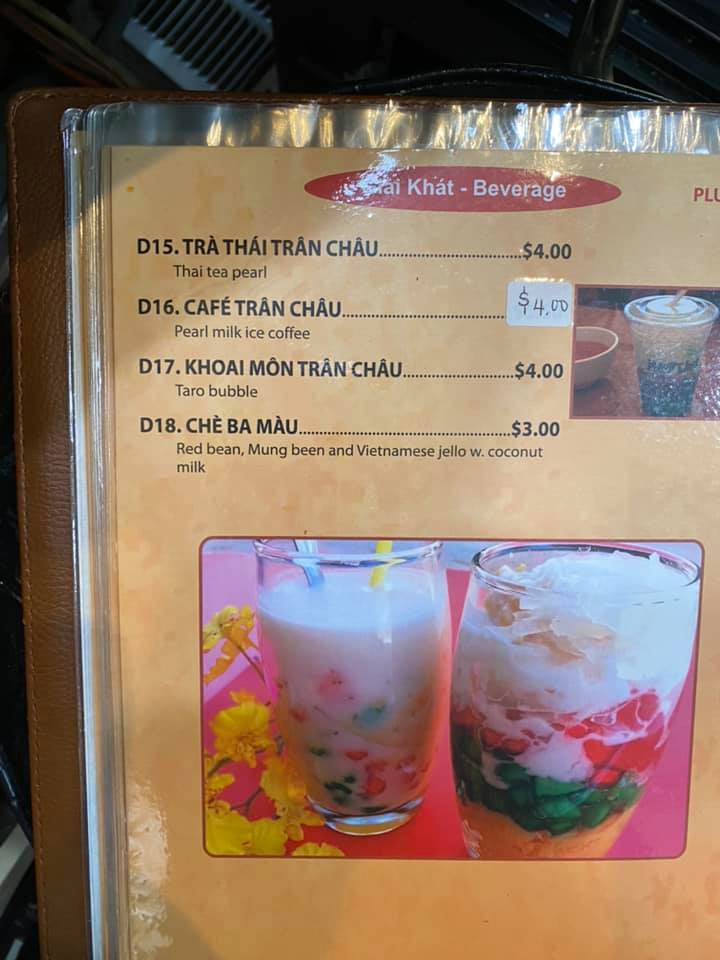 Khát - Beverage
PLU
D15. TRÀ THÁI TRÂN CHÂU..................................$4.00
Thai tea pearl
D16. CAFÉ TRÂN CHÂU....................................... $4.00
Pearl milk ice coffee
D17. KHOAI MÔN TRÂN CHÂU...........................$4.00
Taro bubble
D18. CHÈ BA MÀU..................................................$3.00
Red bean, Mung been and Vietnamese jello w. coconut
milk